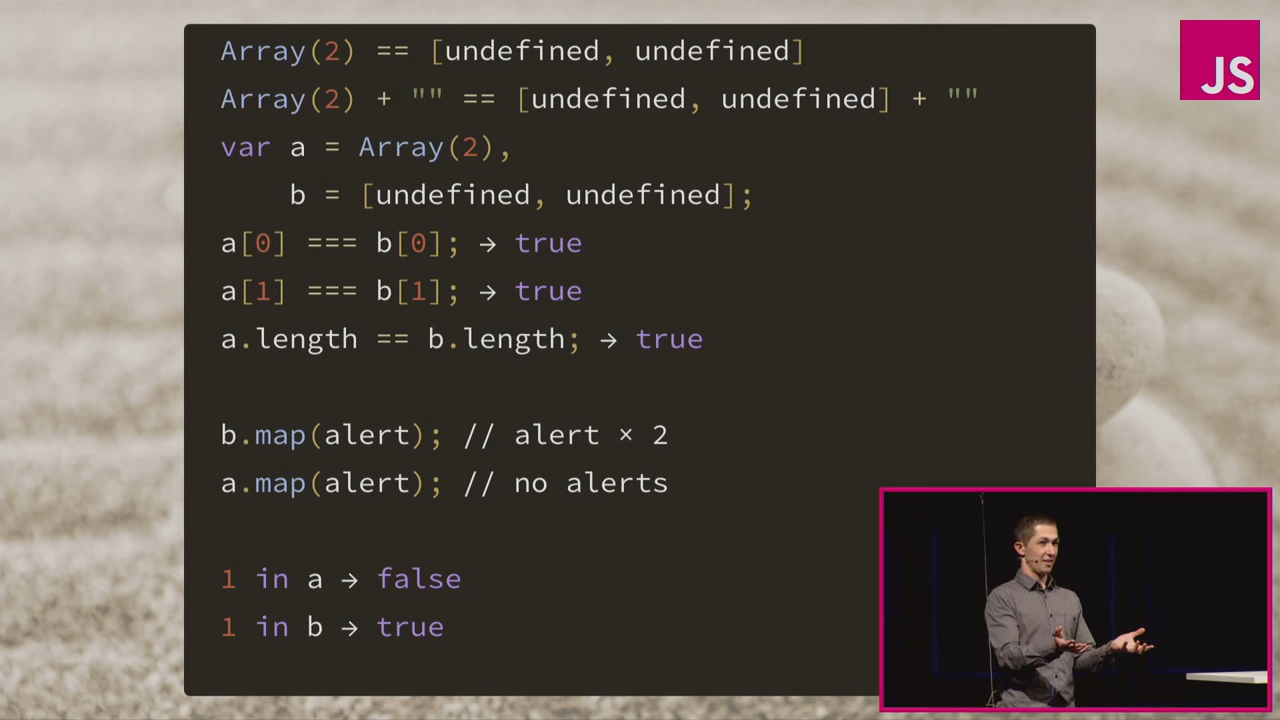 Array(2) == [undefined, undefined]
Array(2) + "" == [undefined, undefined] + ""
var a = Array(2),
    b = [undefined, undefined];
a[0] === b[0]; → true
a[1] === b[1]; → true
a.length == b.length; → true
b.map(alert); // alert × 2
a.map(alert); // no alerts
1 in a → false
1 in b → true
JS